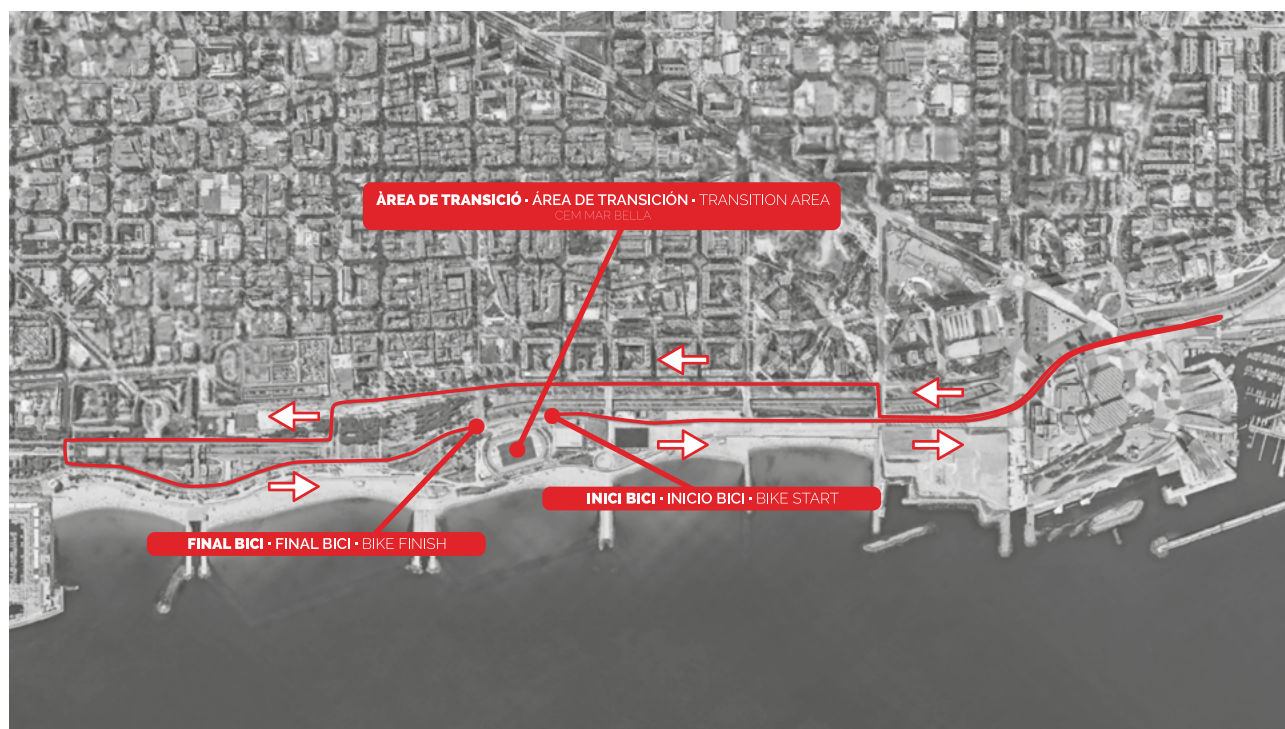 ÀREA DE TRANSICIÓ · ÁREA DE TRANSICIÓN · TRANSITION AREA
CEM MAR BELLA
INICI BICI · INICIO BICI · BIKE START
FINAL BICI · FINAL BICI · BIKE FINISH